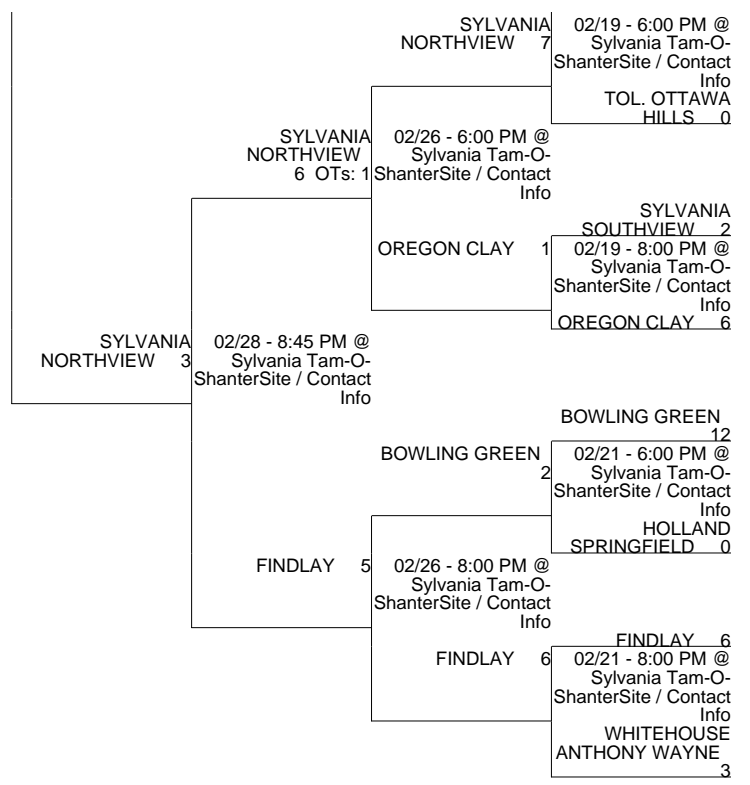 SYLVANIA
NORTHVIEW 7
02/19 - 6:00 PM @
Sylvania Tam-O-
ShanterSite / Contact
Info
TOL. OTTAWA
HILLS 0
SYLVANIA
NORTHVIEW
6 OTs: 1
02/26 - 6:00 PM @
Sylvania Tam-O-
ShanterSite / Contact
Info
SYLVANIA
SOUTHVIEW 2
OREGON CLAY 1
02/19 - 8:00 PM @
Sylvania Tam-O-
ShanterSite / Contact
Info
OREGON CLAY 6
SYLVANIA
NORTHVIEW 3
02/28 - 8:45 PM @
Sylvania Tam-O-
ShanterSite / Contact
Info
BOWLING GREEN
12
BOWLING GREEN
2
02/21 - 6:00 PM @
Sylvania Tam-O-
ShanterSite / Contact
Info
HOLLAND
SPRINGFIELD 0
FINDLAY 5
02/26 - 8:00 PM @
Sylvania Tam-O-
ShanterSite / Contact
Info
FINDLAY 6
FINDLAY 6
02/21 - 8:00 PM @
Sylvania Tam-O-
ShanterSite / Contact
Info
WHITEHOUSE
ANTHONY WAYNE
3